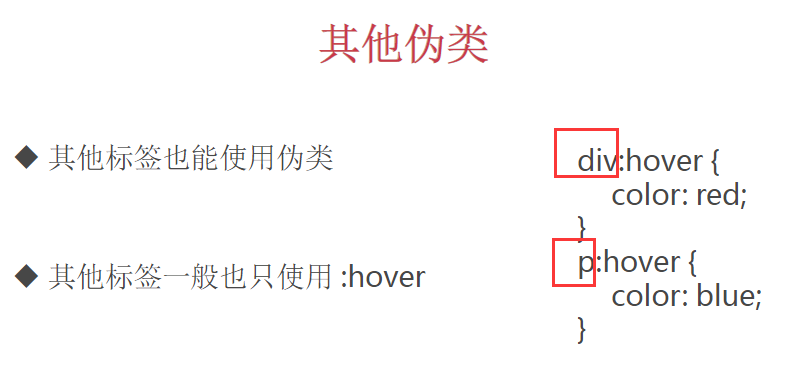 其他伪类
◆ 其他标签也能使用伪类
div:hover {
color: red;
}
◆ 其他标签一般也只使用 :hover
p:hover {
color: blue;
}